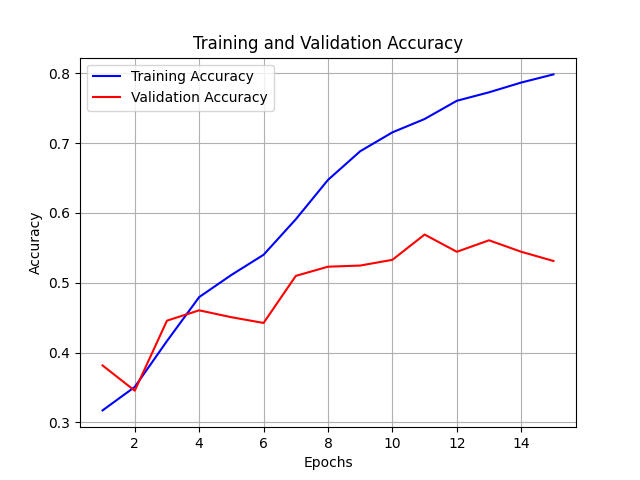 Training and Validation Accuracy
Training Accuracy
Validation Accuracy
Accuracy
0.8
0.7
0.6
0.5
0.4
0.3
2 4 6 8 10 12 14
Epochs